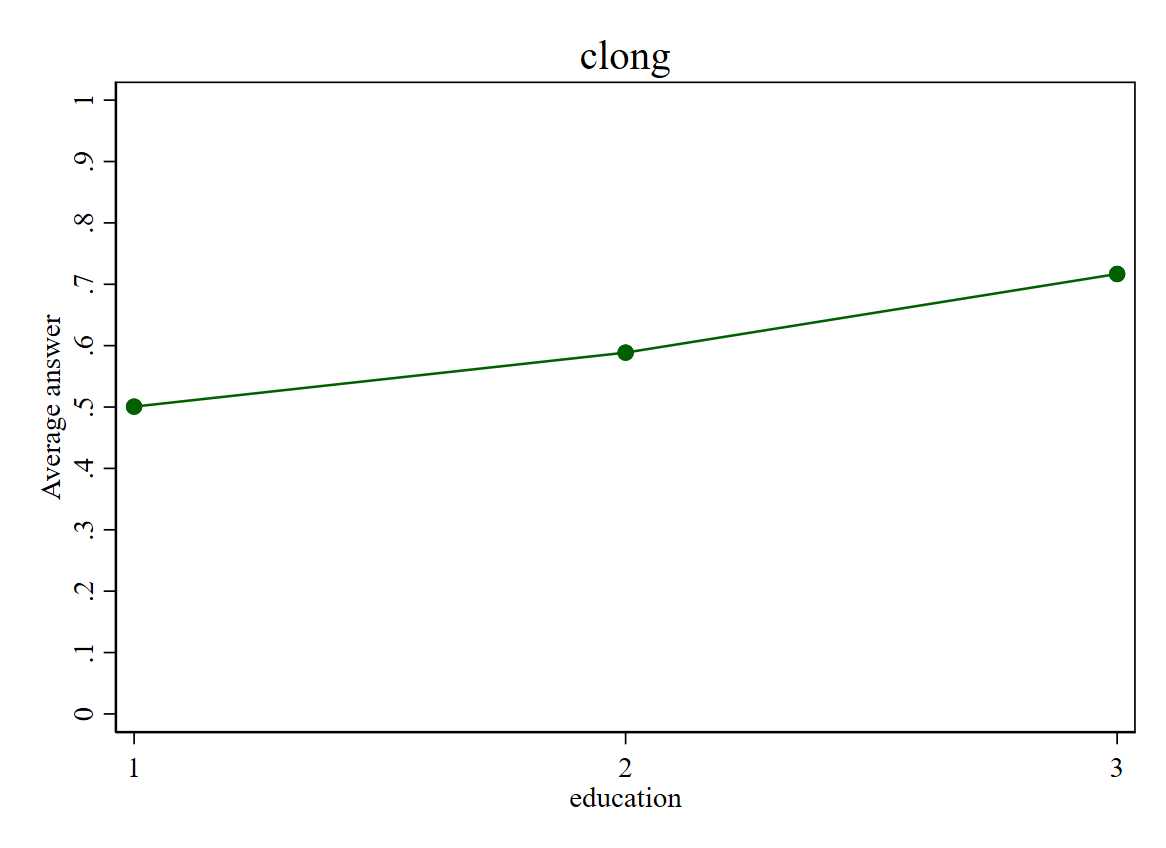 clong
Average answer
1
.9
.8
.7
.6
.5
.4
.3
.2
.1
0
1 2 3
education